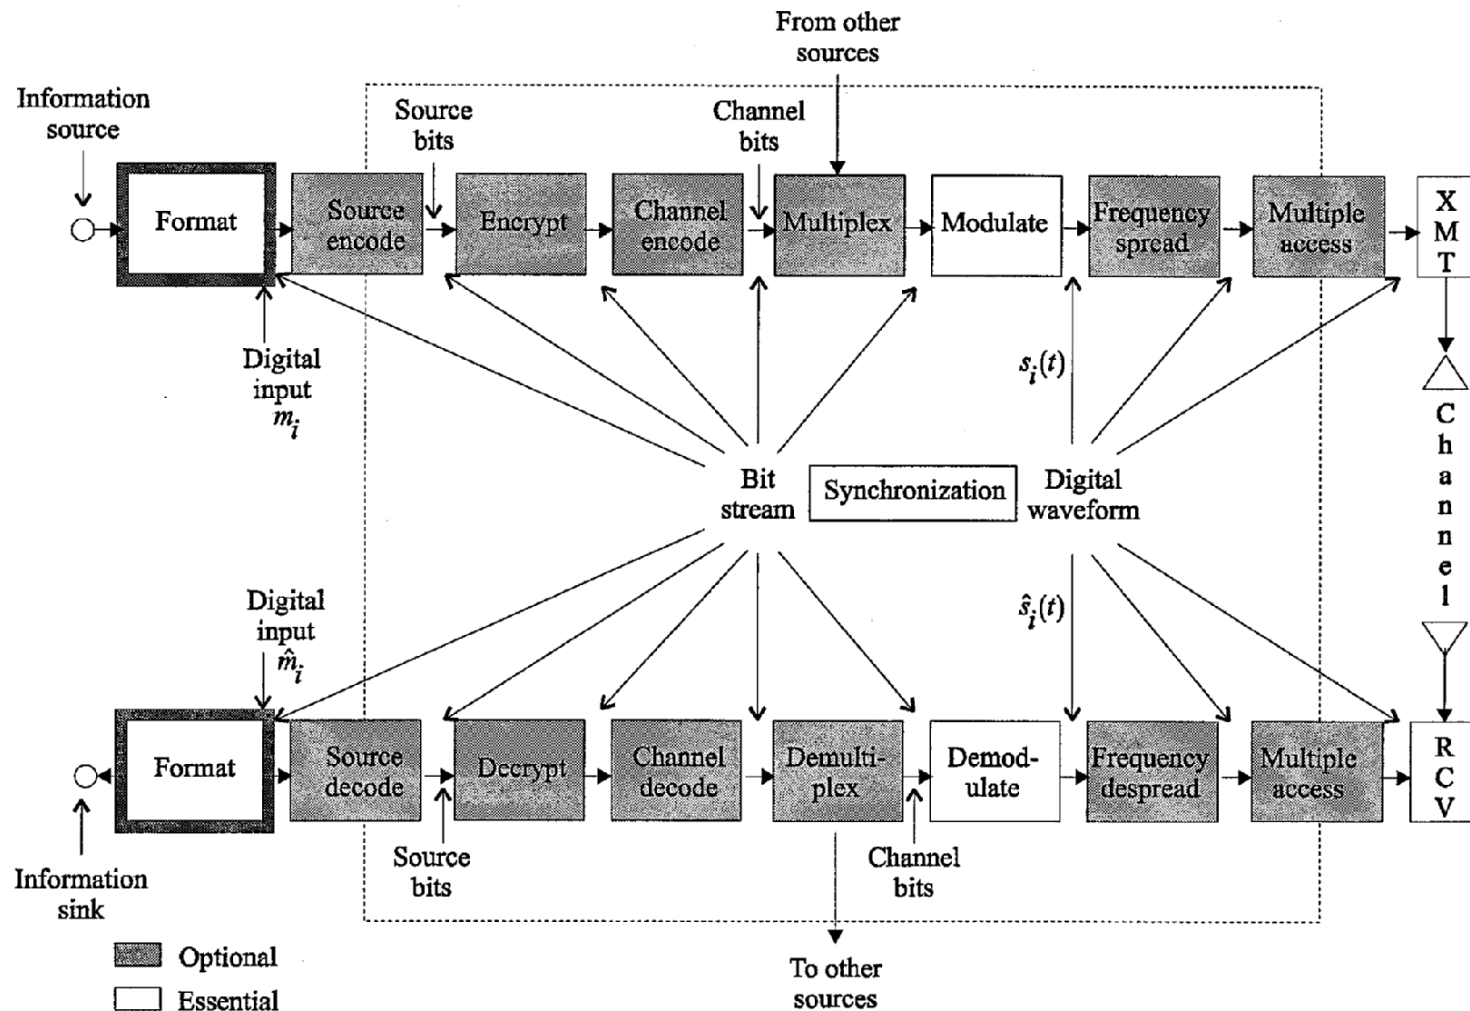 From other
sources
Information
source
Source
bits
Channel
bits
Format
Source
encode
Encrypt
Channel
encode
Multiplex
Modulate
Frequency
spread
Multiple
access
X
M
T
Digital
input
m_i
s_i(t)
Bit
stream
Synchronization
Digital
waveform
C
h
a
n
n
e
l
Digital
input
m̂_i
ŝ_i(t)
Format
Source
decode
Decrypt
Channel
decode
Demulti-
plex
Demod-
ulate
Frequency
despread
Multiple
access
R
C
V
Information
sink
Source
bits
Channel
bits
Optional
Essential
To other
sources